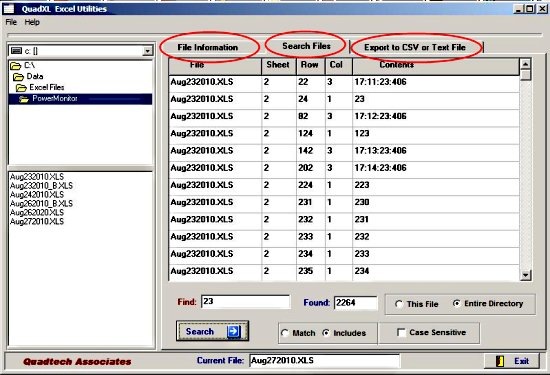 QuadXL Excel Utilities
File Help
c: []
File Information
Search Files
Export to CSV or Text File
C:\
Data
Excel Files
PowerMonitor
File Sheet Row Col Contents
Aug232010.XLS 2 22 3 17:11:23:406
Aug232010.XLS 2 24 1 23
Aug232010.XLS 2 82 3 17:12:23:406
Aug232010.XLS 2 124 1 123
Aug232010.XLS 2 142 3 17:13:23:406
Aug232010.XLS 2 202 3 17:14:23:406
Aug232010.XLS 2 224 1 223
Aug232010.XLS 2 231 1 230
Aug232010.XLS 2 232 1 231
Aug232010.XLS 2 233 1 232
Aug232010.XLS 2 234 1 233
Aug232010.XLS 2 235 1 234
Aug232010.XLS
Aug232010_B.XLS
Aug242010.XLS
Aug262010_B.XLS
Aug262020.XLS
Aug272010.XLS
Find: 23 Found: 2264 This File Entire Directory
Search Match Includes Case Sensitive
Quadtech Associates Current File: Aug272010.XLS Exit